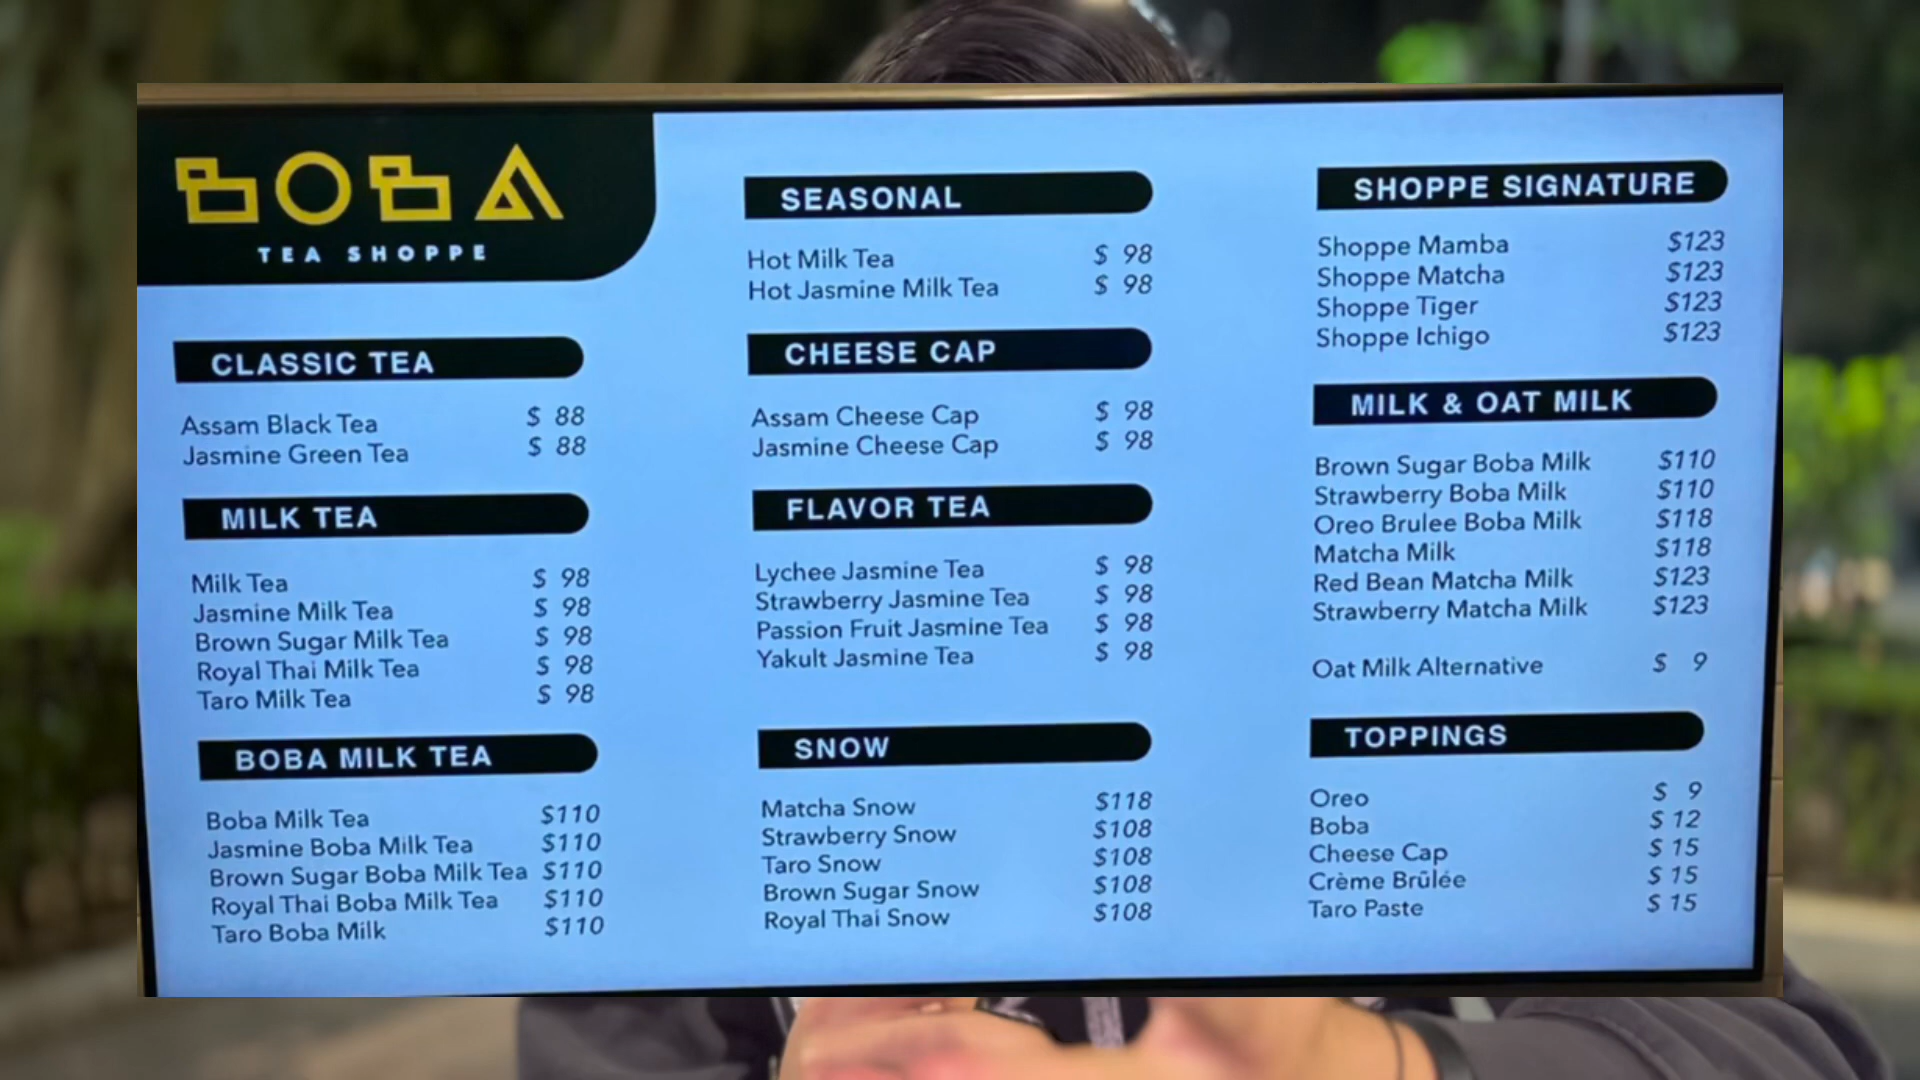 BOBA
TEA SHOPPE
CLASSIC TEA
Assam Black Tea $ 88
Jasmine Green Tea $ 88
MILK TEA
Milk Tea $ 98
Jasmine Milk Tea $ 98
Brown Sugar Milk Tea $ 98
Royal Thai Milk Tea $ 98
Taro Milk Tea $ 98
BOBA MILK TEA
Boba Milk Tea $110
Jasmine Boba Milk Tea $110
Brown Sugar Boba Milk Tea $110
Royal Thai Boba Milk Tea $110
Taro Boba Milk $110
SEASONAL
Hot Milk Tea $ 98
Hot Jasmine Milk Tea $ 98
CHEESE CAP
Assam Cheese Cap $ 98
Jasmine Cheese Cap $ 98
FLAVOR TEA
Lychee Jasmine Tea $ 98
Strawberry Jasmine Tea $ 98
Passion Fruit Jasmine Tea $ 98
Yakult Jasmine Tea $ 98
SNOW
Matcha Snow $118
Strawberry Snow $108
Taro Snow $108
Brown Sugar Snow $108
Royal Thai Snow $108
SHOPPE SIGNATURE
Shoppe Mamba $123
Shoppe Matcha $123
Shoppe Tiger $123
Shoppe Ichigo $123
MILK & OAT MILK
Brown Sugar Boba Milk $110
Strawberry Boba Milk $110
Oreo Brulee Boba Milk $118
Matcha Milk $118
Red Bean Matcha Milk $123
Strawberry Matcha Milk $123
Oat Milk Alternative $ 9
TOPPINGS
Oreo $ 9
Boba $ 12
Cheese Cap $ 15
Crème Brūlée $ 15
Taro Paste $ 15